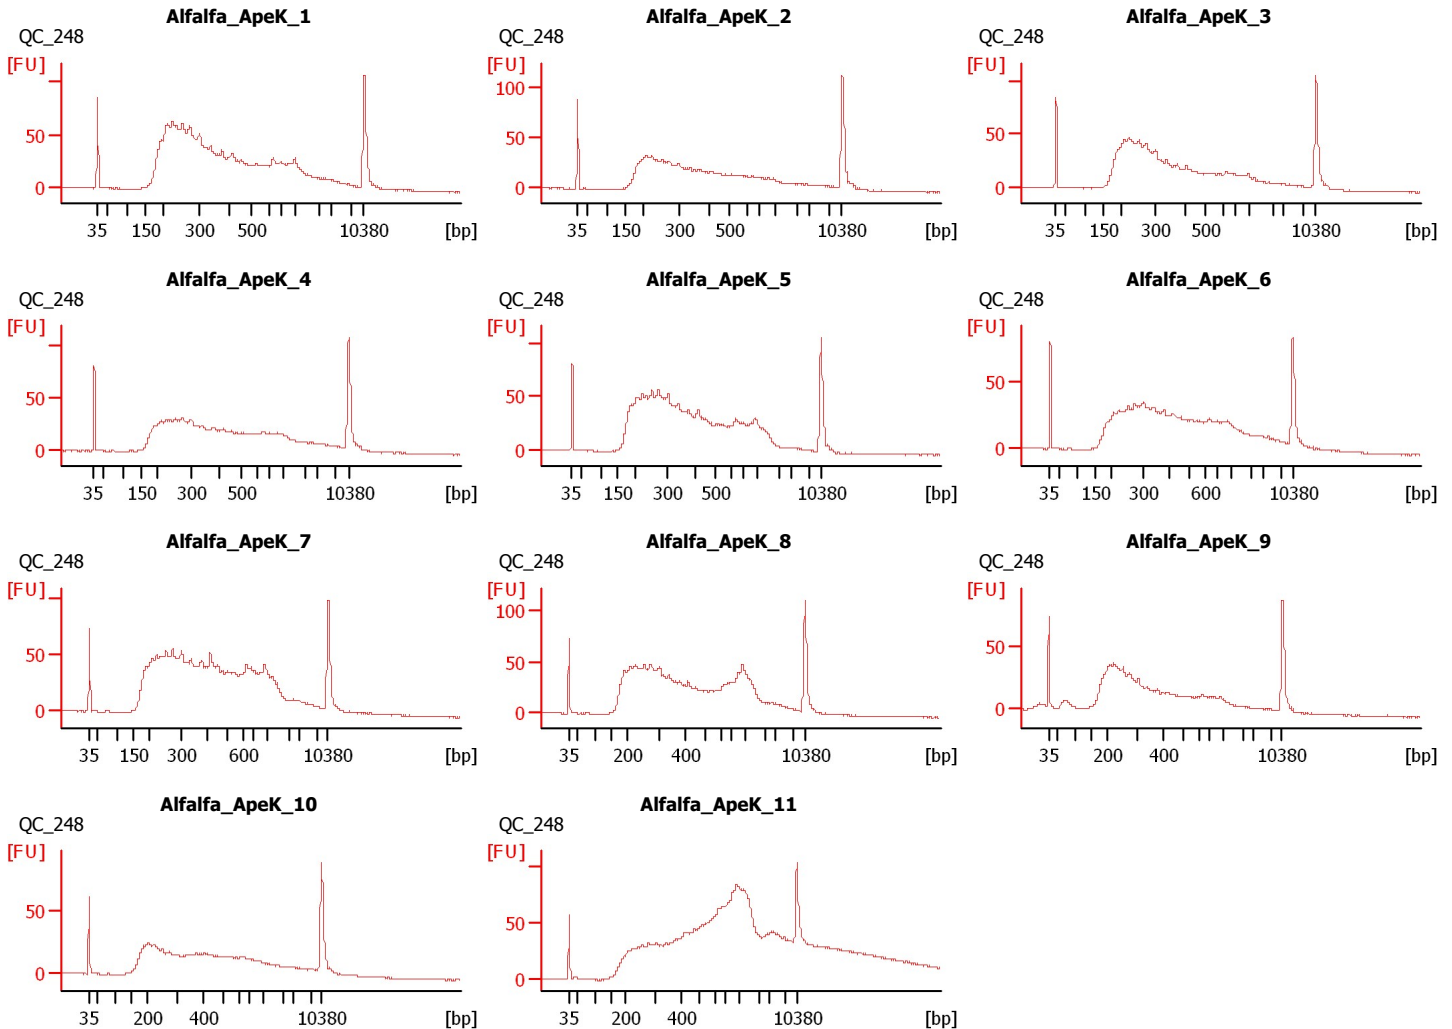 Alfalfa_ApeK_1
QC_248
[FU]
50
0
35 150 300 500 10380 [bp]
Alfalfa_ApeK_2
QC_248
[FU]
100
50
0
35 150 300 500 10380 [bp]
Alfalfa_ApeK_3
QC_248
[FU]
50
0
35 150 300 500 10380 [bp]
Alfalfa_ApeK_4
QC_248
[FU]
50
0
35 150 300 500 10380 [bp]
Alfalfa_ApeK_5
QC_248
[FU]
50
0
35 150 300 500 10380 [bp]
Alfalfa_ApeK_6
QC_248
[FU]
50
0
35 150 300 600 10380 [bp]
Alfalfa_ApeK_7
QC_248
[FU]
50
0
35 150 300 600 10380 [bp]
Alfalfa_ApeK_8
QC_248
[FU]
100
50
0
35 200 400 10380 [bp]
Alfalfa_ApeK_9
QC_248
[FU]
50
0
35 200 400 10380 [bp]
Alfalfa_ApeK_10
QC_248
[FU]
50
0
35 200 400 10380 [bp]
Alfalfa_ApeK_11
QC_248
[FU]
50
0
35 200 400 10380 [bp]